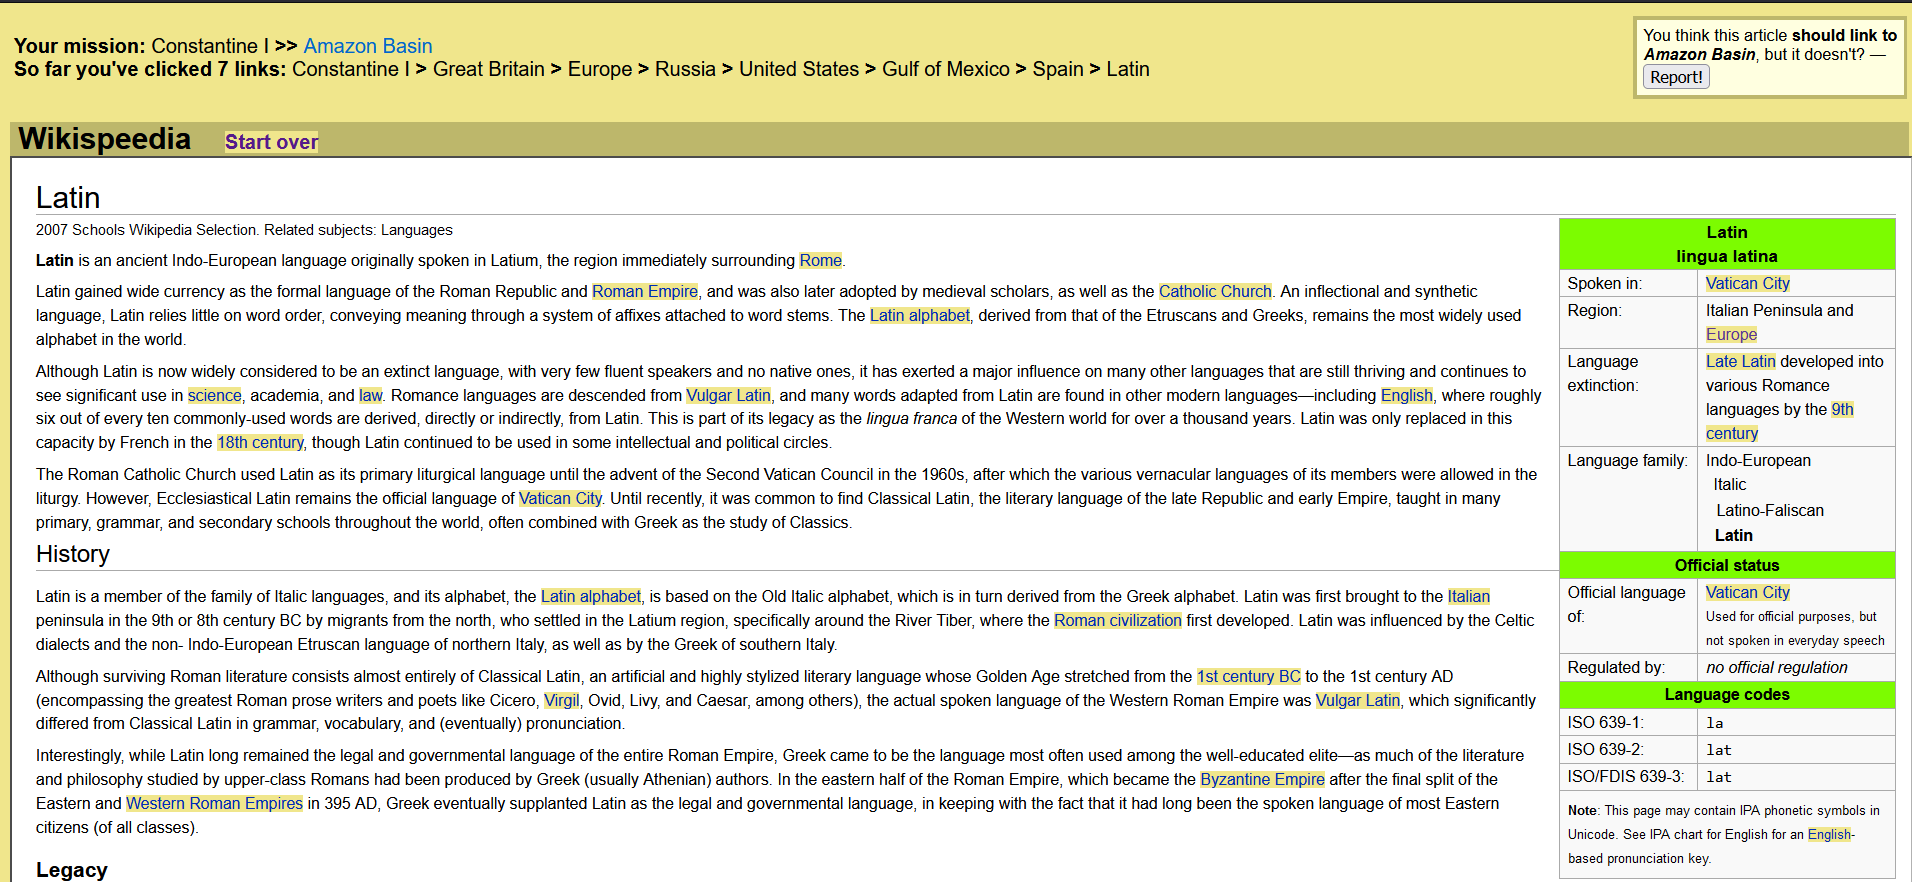 Your mission: Constantine I >> Amazon Basin
So far you've clicked 7 links: Constantine I > Great Britain > Europe > Russia > United States > Gulf of Mexico > Spain > Latin
You think this article should link to
Amazon Basin, but it doesn't? —
Report!
Wikispeedia
Start over
Latin
2007 Schools Wikipedia Selection. Related subjects: Languages
Latin is an ancient Indo-European language originally spoken in Latium, the region immediately surrounding Rome.
Latin gained wide currency as the formal language of the Roman Republic and Roman Empire, and was also later adopted by medieval scholars, as well as the Catholic Church. An inflectional and synthetic
language, Latin relies little on word order, conveying meaning through a system of affixes attached to word stems. The Latin alphabet, derived from that of the Etruscans and Greeks, remains the most widely used
alphabet in the world.
Although Latin is now widely considered to be an extinct language, with very few fluent speakers and no native ones, it has exerted a major influence on many other languages that are still thriving and continues to
see significant use in science, academia, and law. Romance languages are descended from Vulgar Latin, and many words adapted from Latin are found in other modern languages—including English, where roughly
six out of every ten commonly-used words are derived, directly or indirectly, from Latin. This is part of its legacy as the lingua franca of the Western world for over a thousand years. Latin was only replaced in this
capacity by French in the 18th century, though Latin continued to be used in some intellectual and political circles.
The Roman Catholic Church used Latin as its primary liturgical language until the advent of the Second Vatican Council in the 1960s, after which the various vernacular languages of its members were allowed in the
liturgy. However, Ecclesiastical Latin remains the official language of Vatican City. Until recently, it was common to find Classical Latin, the literary language of the late Republic and early Empire, taught in many
primary, grammar, and secondary schools throughout the world, often combined with Greek as the study of Classics.
History
Latin is a member of the family of Italic languages, and its alphabet, the Latin alphabet, is based on the Old Italic alphabet, which is in turn derived from the Greek alphabet. Latin was first brought to the Italian
peninsula in the 9th or 8th century BC by migrants from the north, who settled in the Latium region, specifically around the River Tiber, where the Roman civilization first developed. Latin was influenced by the Celtic
dialects and the non- Indo-European Etruscan language of northern Italy, as well as by the Greek of southern Italy.
Although surviving Roman literature consists almost entirely of Classical Latin, an artificial and highly stylized literary language whose Golden Age stretched from the 1st century BC to the 1st century AD
(encompassing the greatest Roman prose writers and poets like Cicero, Virgil, Ovid, Livy, and Caesar, among others), the actual spoken language of the Western Roman Empire was Vulgar Latin, which significantly
differed from Classical Latin in grammar, vocabulary, and (eventually) pronunciation.
Interestingly, while Latin long remained the legal and governmental language of the entire Roman Empire, Greek came to be the language most often used among the well-educated elite—as much of the literature
and philosophy studied by upper-class Romans had been produced by Greek (usually Athenian) authors. In the eastern half of the Roman Empire, which became the Byzantine Empire after the final split of the
Eastern and Western Roman Empires in 395 AD, Greek eventually supplanted Latin as the legal and governmental language, in keeping with the fact that it had long been the spoken language of most Eastern
citizens (of all classes).
Legacy
Latin
lingua latina
Spoken in: Vatican City
Region: Italian Peninsula and
Europe
Language Late Latin developed into
extinction: various Romance
languages by the 9th
century
Language family: Indo-European
Italic
Latino-Faliscan
Latin
Official status
Official language Vatican City
of: Used for official purposes, but
not spoken in everyday speech
Regulated by: no official regulation
Language codes
ISO 639-1: la
ISO 639-2: lat
ISO/FDIS 639-3: lat
Note: This page may contain IPA phonetic symbols in
Unicode. See IPA chart for English for an English-
based pronunciation key.